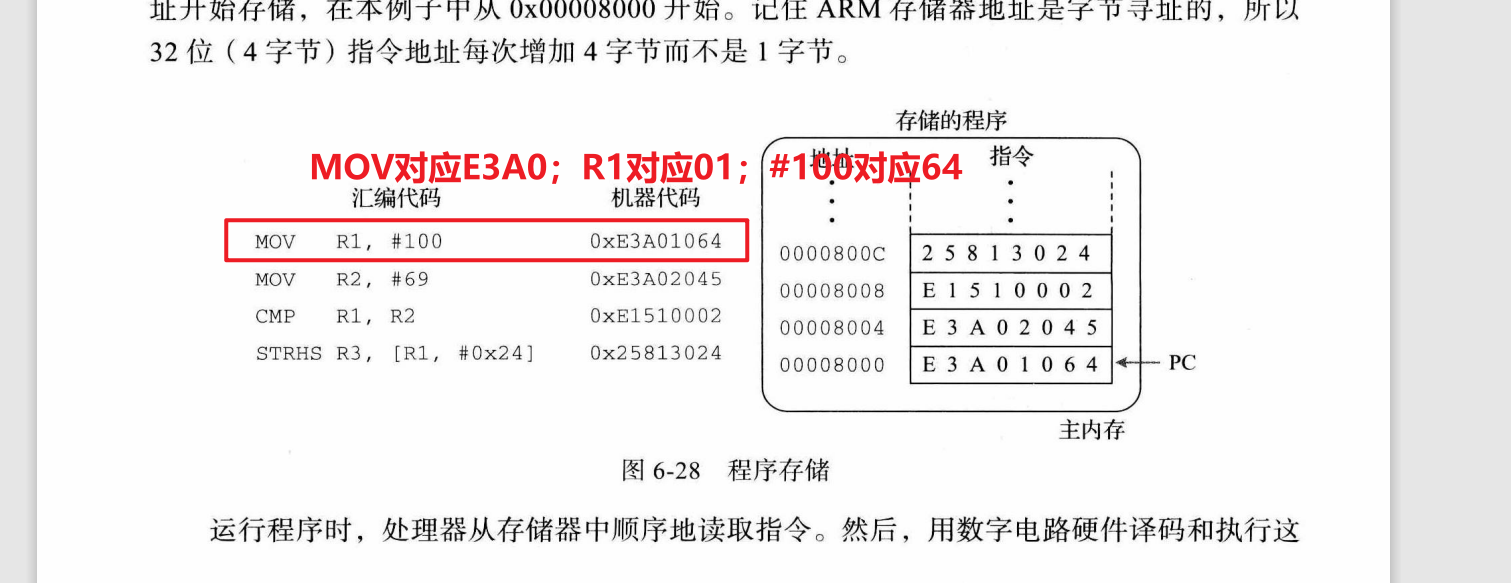 址开始存储，在本例子中从 0x00008000 开始。记住 ARM 存储器地址是字节寻址的，所以
32 位（4 字节）指令地址每次增加 4 字节而不是 1 字节。
存储的程序
MOV对应E3A0；R1对应01；#100对应64
地址 指令
汇编代码 机器代码
MOV R1, #100 0xE3A01064
MOV R2, #69 0xE3A02045
CMP R1, R2 0xE1510002
STRHS R3, [R1, #0x24] 0x25813024
0000800C 2 5 8 1 3 0 2 4
00008008 E 1 5 1 0 0 0 2
00008004 E 3 A 0 2 0 4 5
00008000 E 3 A 0 1 0 6 4 PC
主内存
图 6-28 程序存储
运行程序时，处理器从存储器中顺序地读取指令。然后，用数字电路硬件译码和执行这